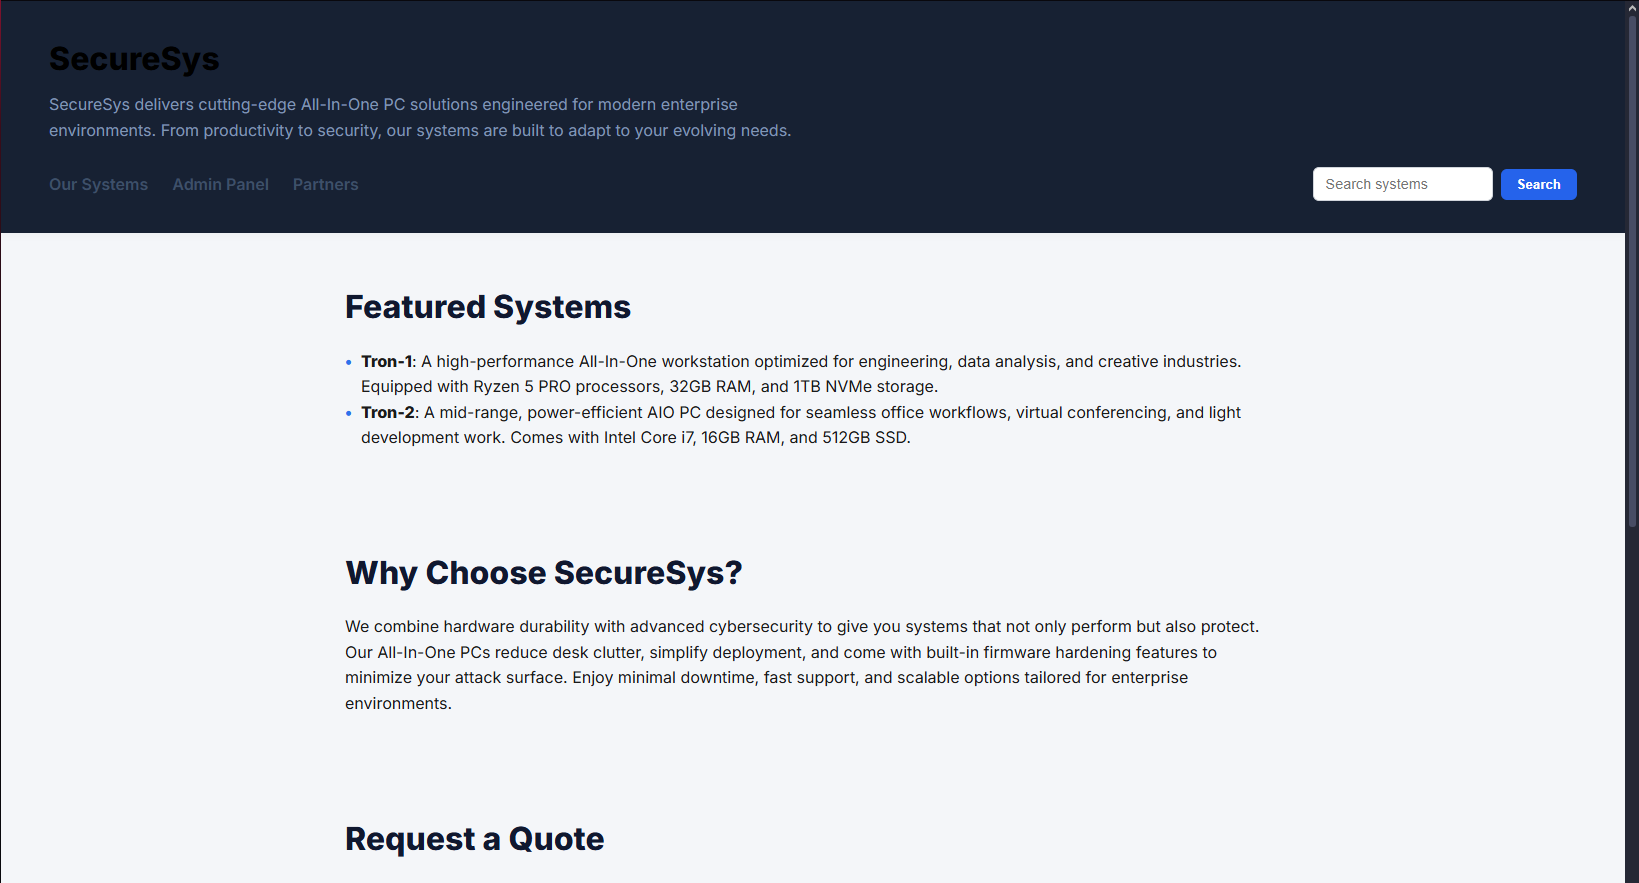 SecureSys
SecureSys delivers cutting-edge All-In-One PC solutions engineered for modern enterprise
environments. From productivity to security, our systems are built to adapt to your evolving needs.
Our Systems Admin Panel Partners
Search systems Search
Featured Systems
• Tron-1: A high-performance All-In-One workstation optimized for engineering, data analysis, and creative industries.
Equipped with Ryzen 5 PRO processors, 32GB RAM, and 1TB NVMe storage.
• Tron-2: A mid-range, power-efficient AIO PC designed for seamless office workflows, virtual conferencing, and light
development work. Comes with Intel Core i7, 16GB RAM, and 512GB SSD.
Why Choose SecureSys?
We combine hardware durability with advanced cybersecurity to give you systems that not only perform but also protect.
Our All-In-One PCs reduce desk clutter, simplify deployment, and come with built-in firmware hardening features to
minimize your attack surface. Enjoy minimal downtime, fast support, and scalable options tailored for enterprise
environments.
Request a Quote